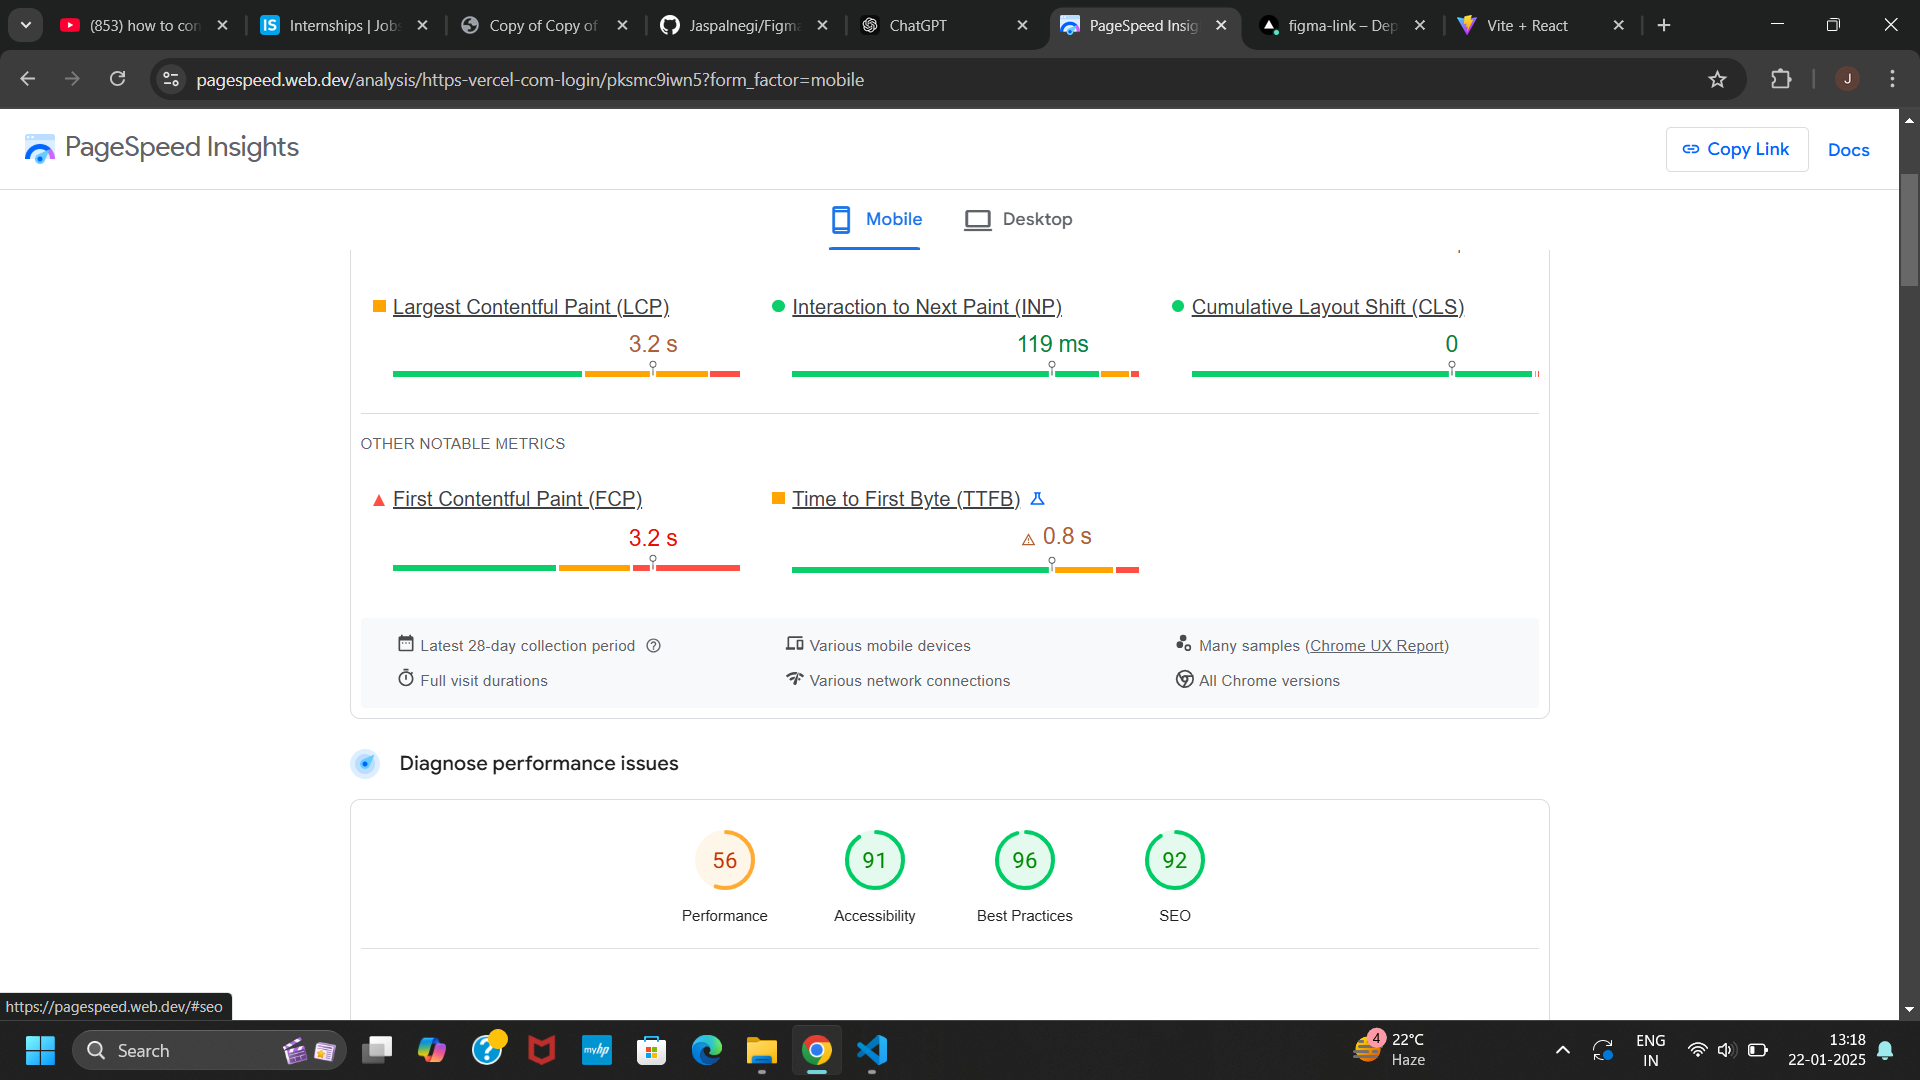 (853) how to con
Internships | Jobs
Copy of Copy of
Jaspalnegi/Figma
ChatGPT
PageSpeed Insig
figma-link – Dep
Vite + React
pagespeed.web.dev/analysis/https-vercel-com-login/pksmc9iwn5?form_factor=mobile
J
PageSpeed Insights
Copy Link
Docs
Mobile
Desktop
Largest Contentful Paint (LCP)
3.2 s
Interaction to Next Paint (INP)
119 ms
Cumulative Layout Shift (CLS)
0
OTHER NOTABLE METRICS
First Contentful Paint (FCP)
3.2 s
Time to First Byte (TTFB)
0.8 s
Latest 28-day collection period
Various mobile devices
Many samples (Chrome UX Report)
Full visit durations
Various network connections
All Chrome versions
Diagnose performance issues
56
Performance
91
Accessibility
96
Best Practices
92
SEO
https://pagespeed.web.dev/#seo
Search
myhp
4
22°C
Haze
ENG
IN
13:18
22-01-2025